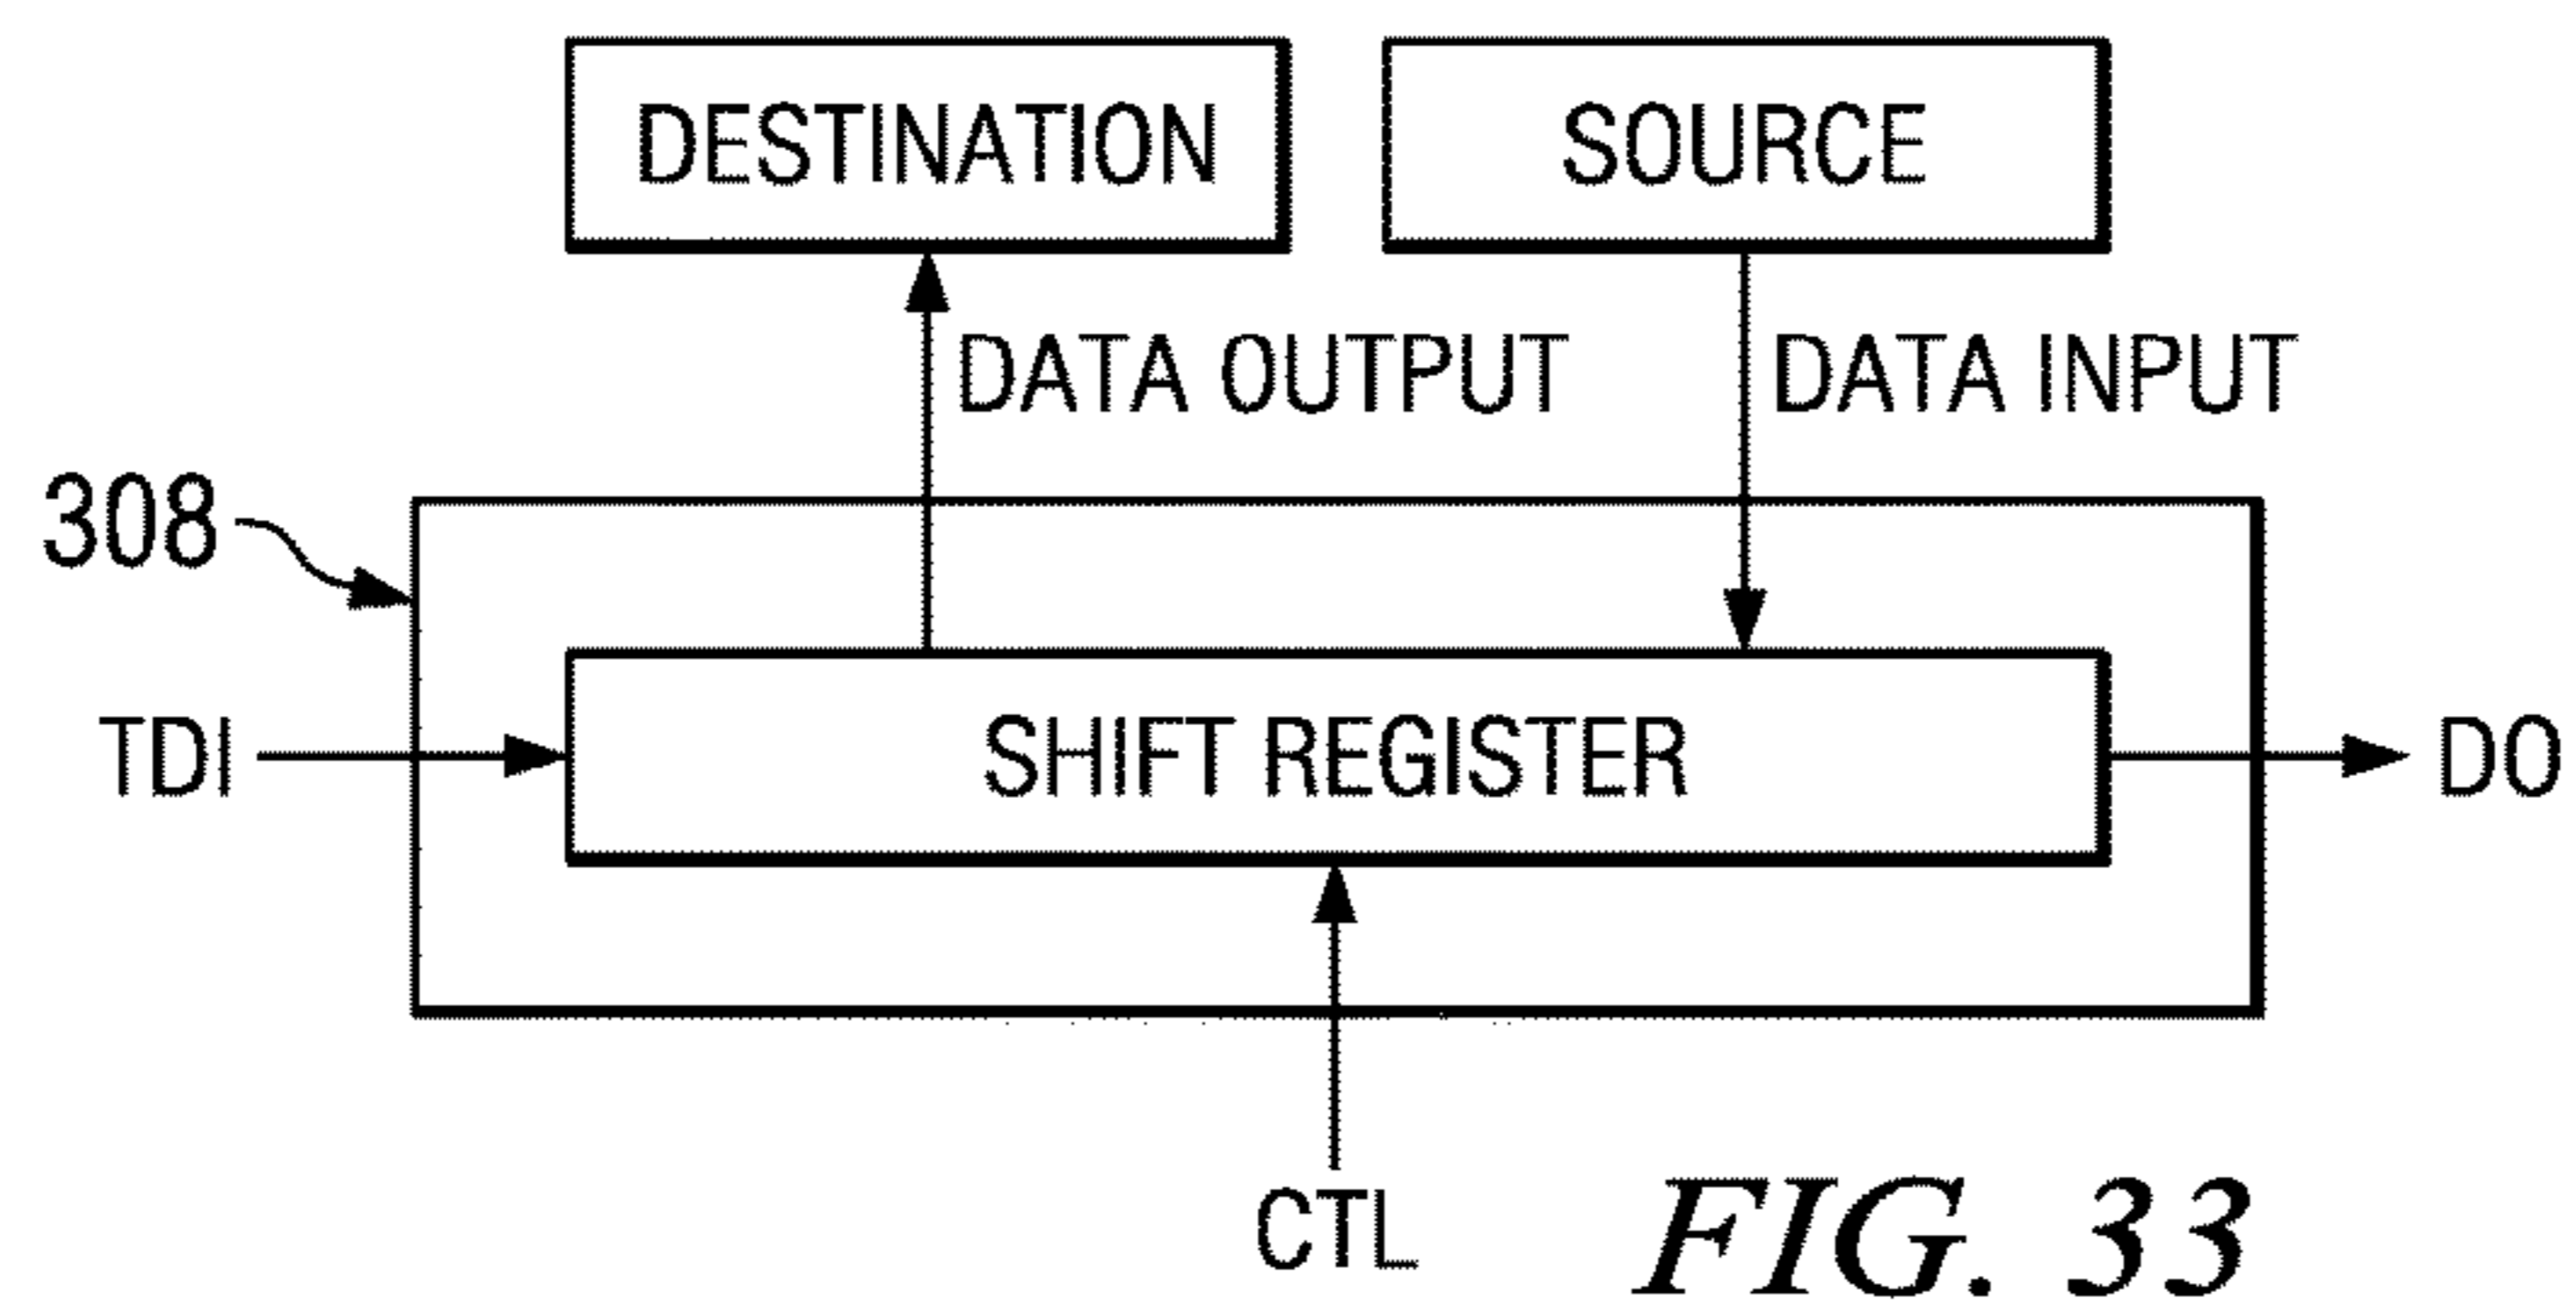 DESTINATION
SOURCE
DATA OUTPUT
DATA INPUT
308
TDI
SHIFT REGISTER
DO
CTL
FIG. 33